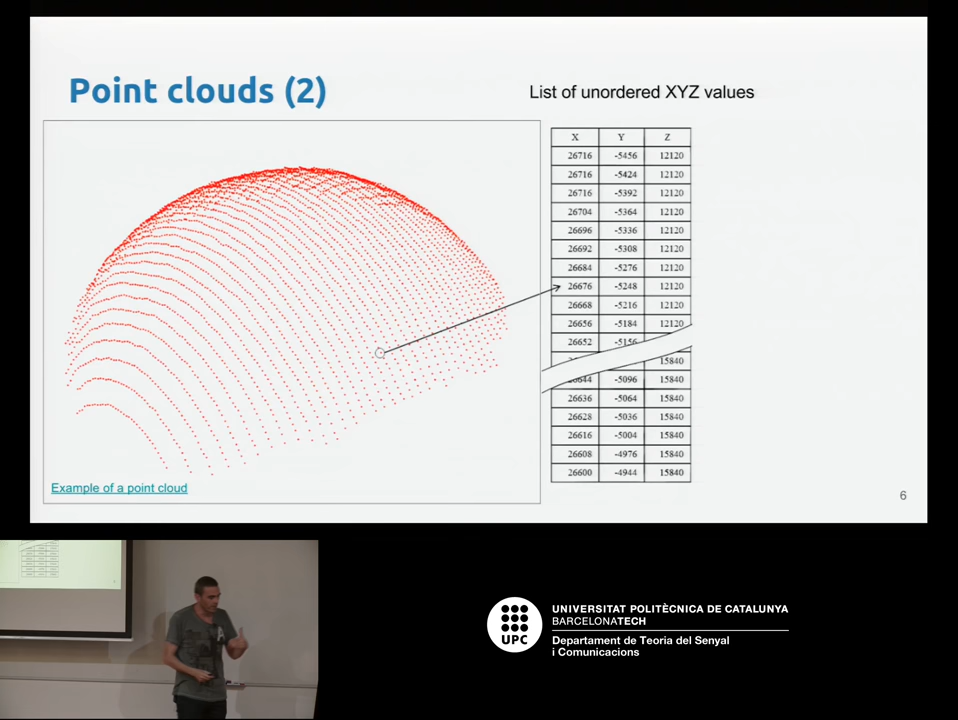 Point clouds (2)
List of unordered XYZ values
X Y Z
26716 -5456 12120
26716 -5424 12120
26716 -5392 12120
26704 -5364 12120
26696 -5336 12120
26692 -5308 12120
26684 -5276 12120
26676 -5248 12120
26668 -5216 12120
26656 -5184 12120
26652 -5156
15840
26644 -5096 15840
26636 -5064 15840
26628 -5036 15840
26616 -5004 15840
26608 -4976 15840
26600 -4944 15840
Example of a point cloud
6
UPC
UNIVERSITAT POLITÈCNICA DE CATALUNYA
BARCELONATECH
Departament de Teoria del Senyal
i Comunicacions